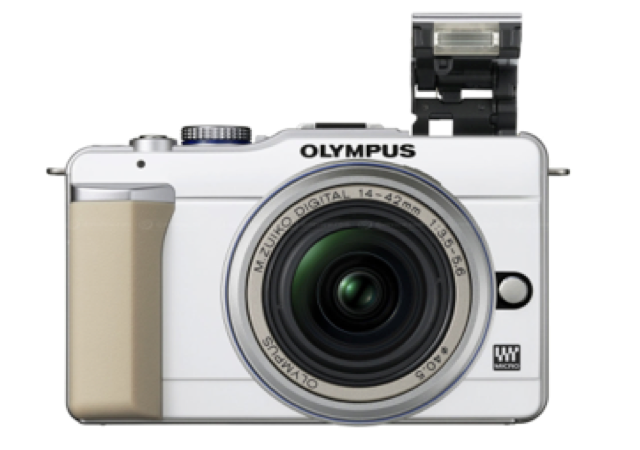 OLYMPUS
M.ZUIKO DIGITAL 14-42mm 1:3.5-5.6
ø40.5
OLYMPUS
MICRO